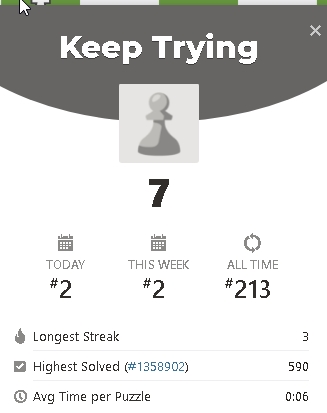 Keep Trying
7
TODAY THIS WEEK ALL TIME
#2 #2 #213
Longest Streak 3
Highest Solved (#1358902) 590
Avg Time per Puzzle 0:06